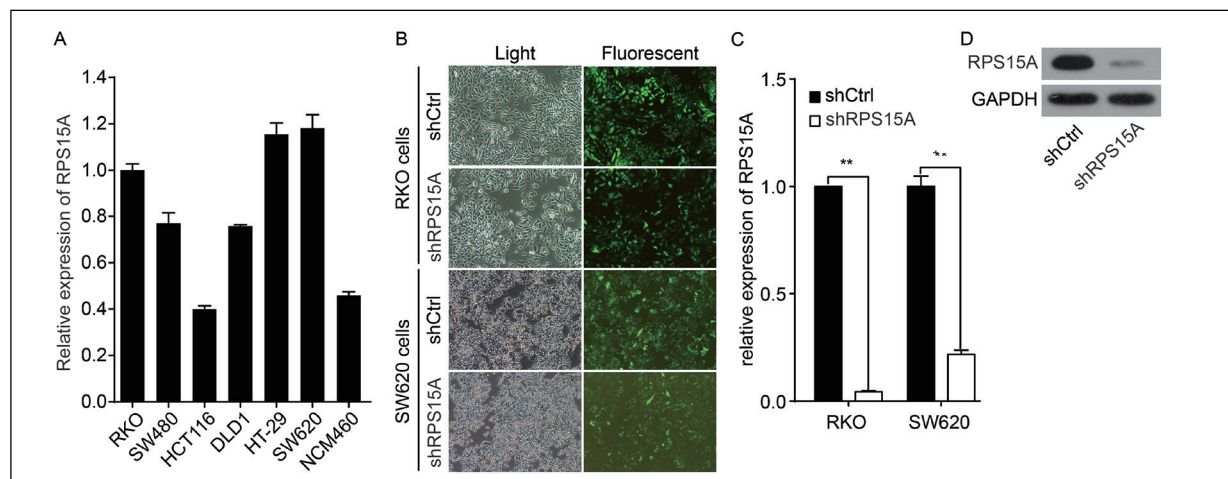 A
Relative expression of RPS15A
1.4
1.2
1.0
0.8
0.6
0.4
0.2
0.0
RKO
SW480
HCT116
DLD1
HT-29
SW620
NCM460
B
Light
Fluorescent
RKO cells
shCtrl
shRPS15A
SW620 cells
shCtrl
shRPS15A
C
relative expression of RPS15A
1.5
1.0
0.5
0.0
shCtrl
shRPS15A
**
**
RKO
SW620
D
RPS15A
GAPDH
shCtrl
shRPS15A